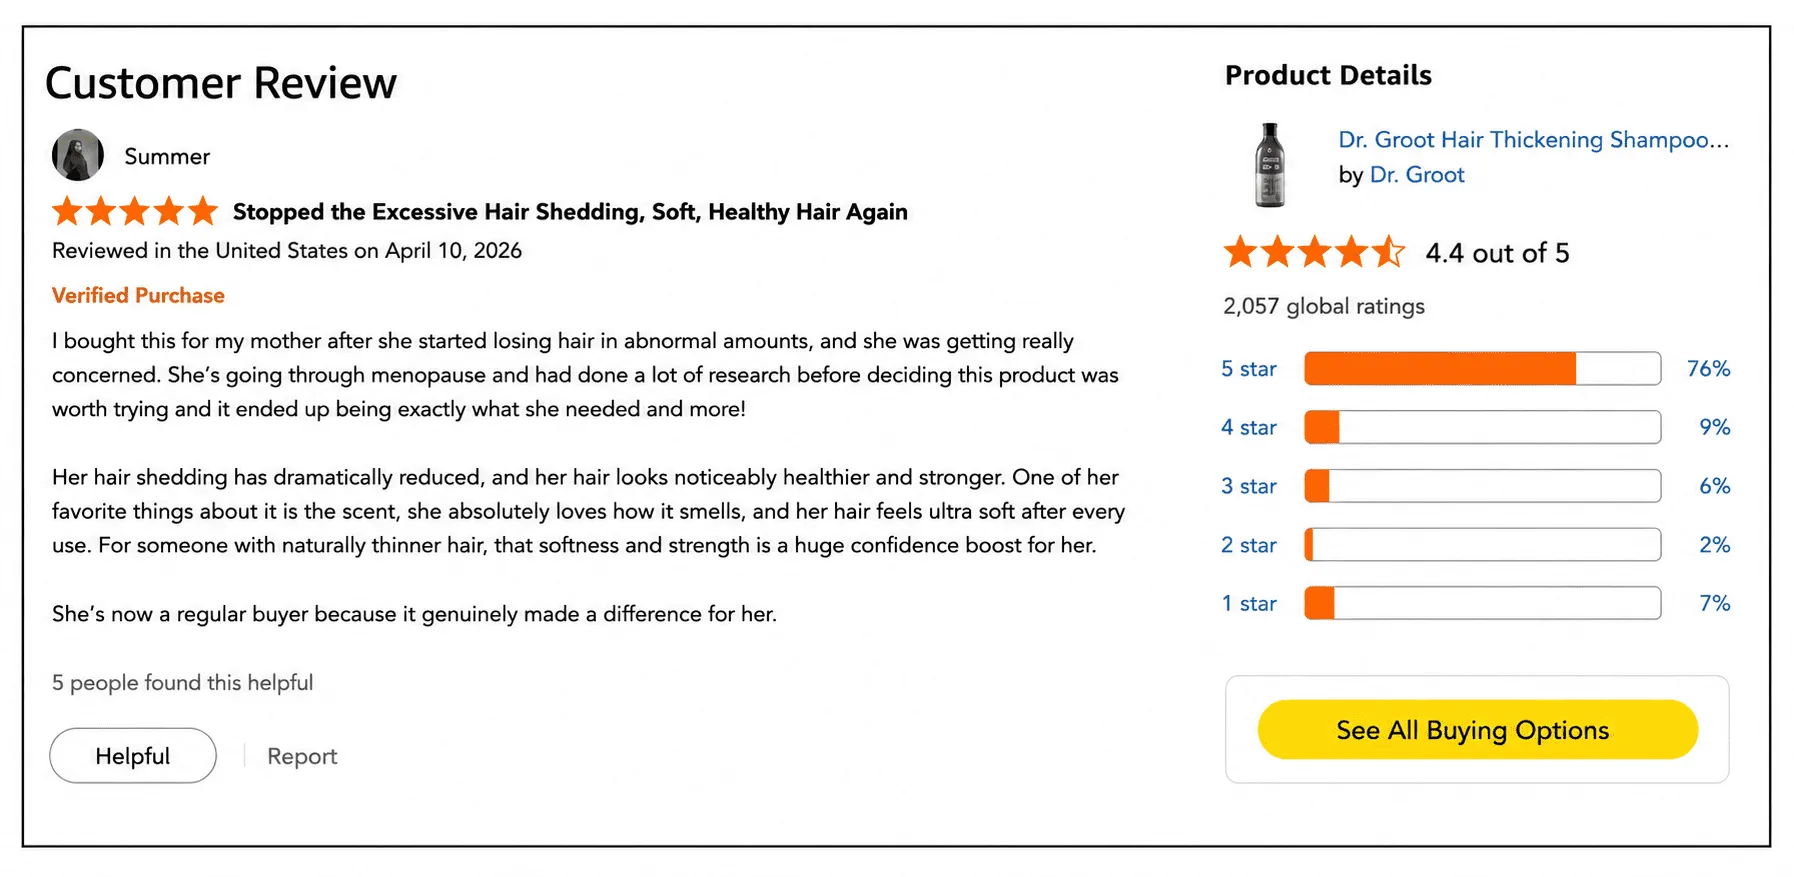 Customer Review
Summer
Stopped the Excessive Hair Shedding, Soft, Healthy Hair Again
Reviewed in the United States on April 10, 2026
Verified Purchase
I bought this for my mother after she started losing hair in abnormal amounts, and she was getting really
concerned. She’s going through menopause and had done a lot of research before deciding this product was
worth trying and it ended up being exactly what she needed and more!
Her hair shedding has dramatically reduced, and her hair looks noticeably healthier and stronger. One of her
favorite things about it is the scent, she absolutely loves how it smells, and her hair feels ultra soft after every
use. For someone with naturally thinner hair, that softness and strength is a huge confidence boost for her.
She’s now a regular buyer because it genuinely made a difference for her.
5 people found this helpful
Helpful
Report
Product Details
Dr. Groot Hair Thickening Shampoo...
by Dr. Groot
4.4 out of 5
2,057 global ratings
5 star 76%
4 star 9%
3 star 6%
2 star 2%
1 star 7%
See All Buying Options